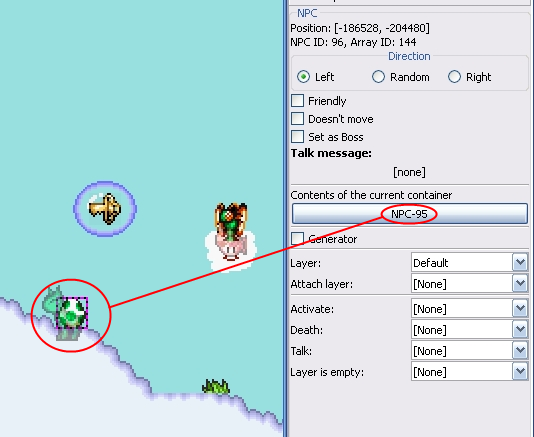 NPC
Position: [-186528, -204480]
NPC ID: 96, Array ID: 144
Direction
Left Random Right
Friendly
Doesn't move
Set as Boss
Talk message:
[none]
Contents of the current container
NPC-95
Generator
Layer: Default
Attach layer: [None]
Activate: [None]
Death: [None]
Talk: [None]
Layer is empty: [None]